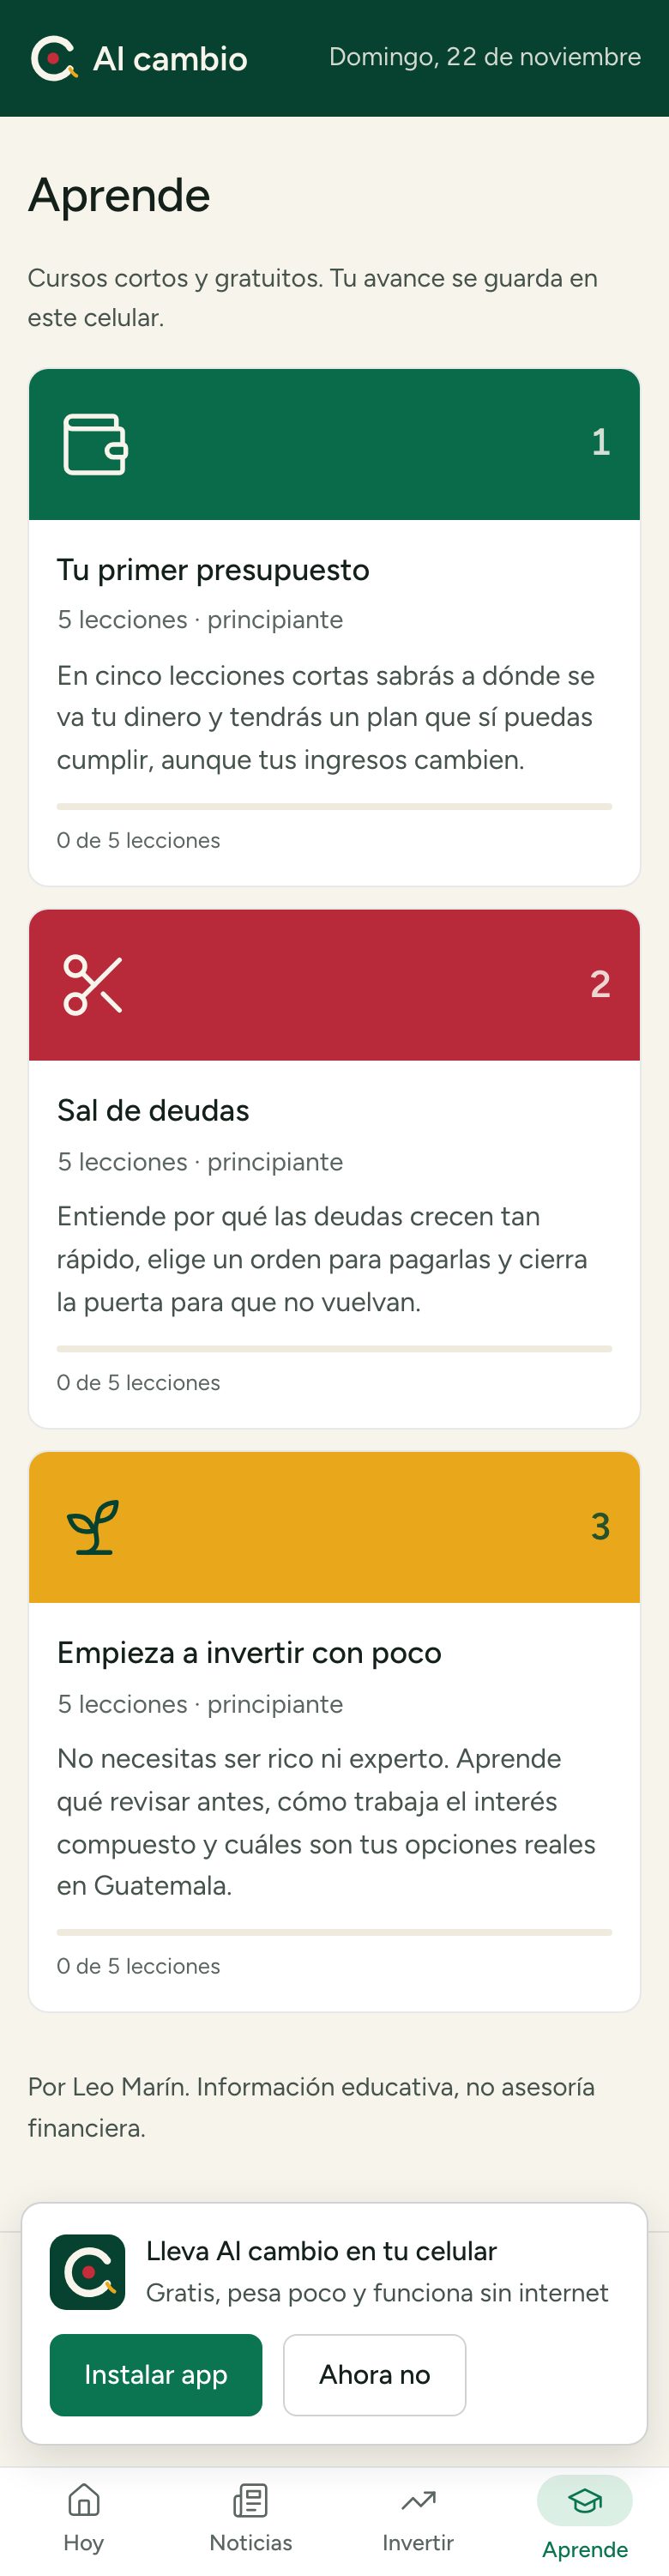 Al cambio
Domingo, 22 de noviembre
Aprende
Cursos cortos y gratuitos. Tu avance se guarda en
este celular.
1
Tu primer presupuesto
5 lecciones · principiante
En cinco lecciones cortas sabrás a dónde se
va tu dinero y tendrás un plan que sí puedas
cumplir, aunque tus ingresos cambien.
0 de 5 lecciones
2
Sal de deudas
5 lecciones · principiante
Entiende por qué las deudas crecen tan
rápido, elige un orden para pagarlas y cierra
la puerta para que no vuelvan.
0 de 5 lecciones
3
Empieza a invertir con poco
5 lecciones · principiante
No necesitas ser rico ni experto. Aprende
qué revisar antes, cómo trabaja el interés
compuesto y cuáles son tus opciones reales
en Guatemala.
0 de 5 lecciones
Por Leo Marín. Información educativa, no asesoría
financiera.
Lleva Al cambio en tu celular
Gratis, pesa poco y funciona sin internet
Instalar app
Ahora no
Hoy
Noticias
Invertir
Aprende